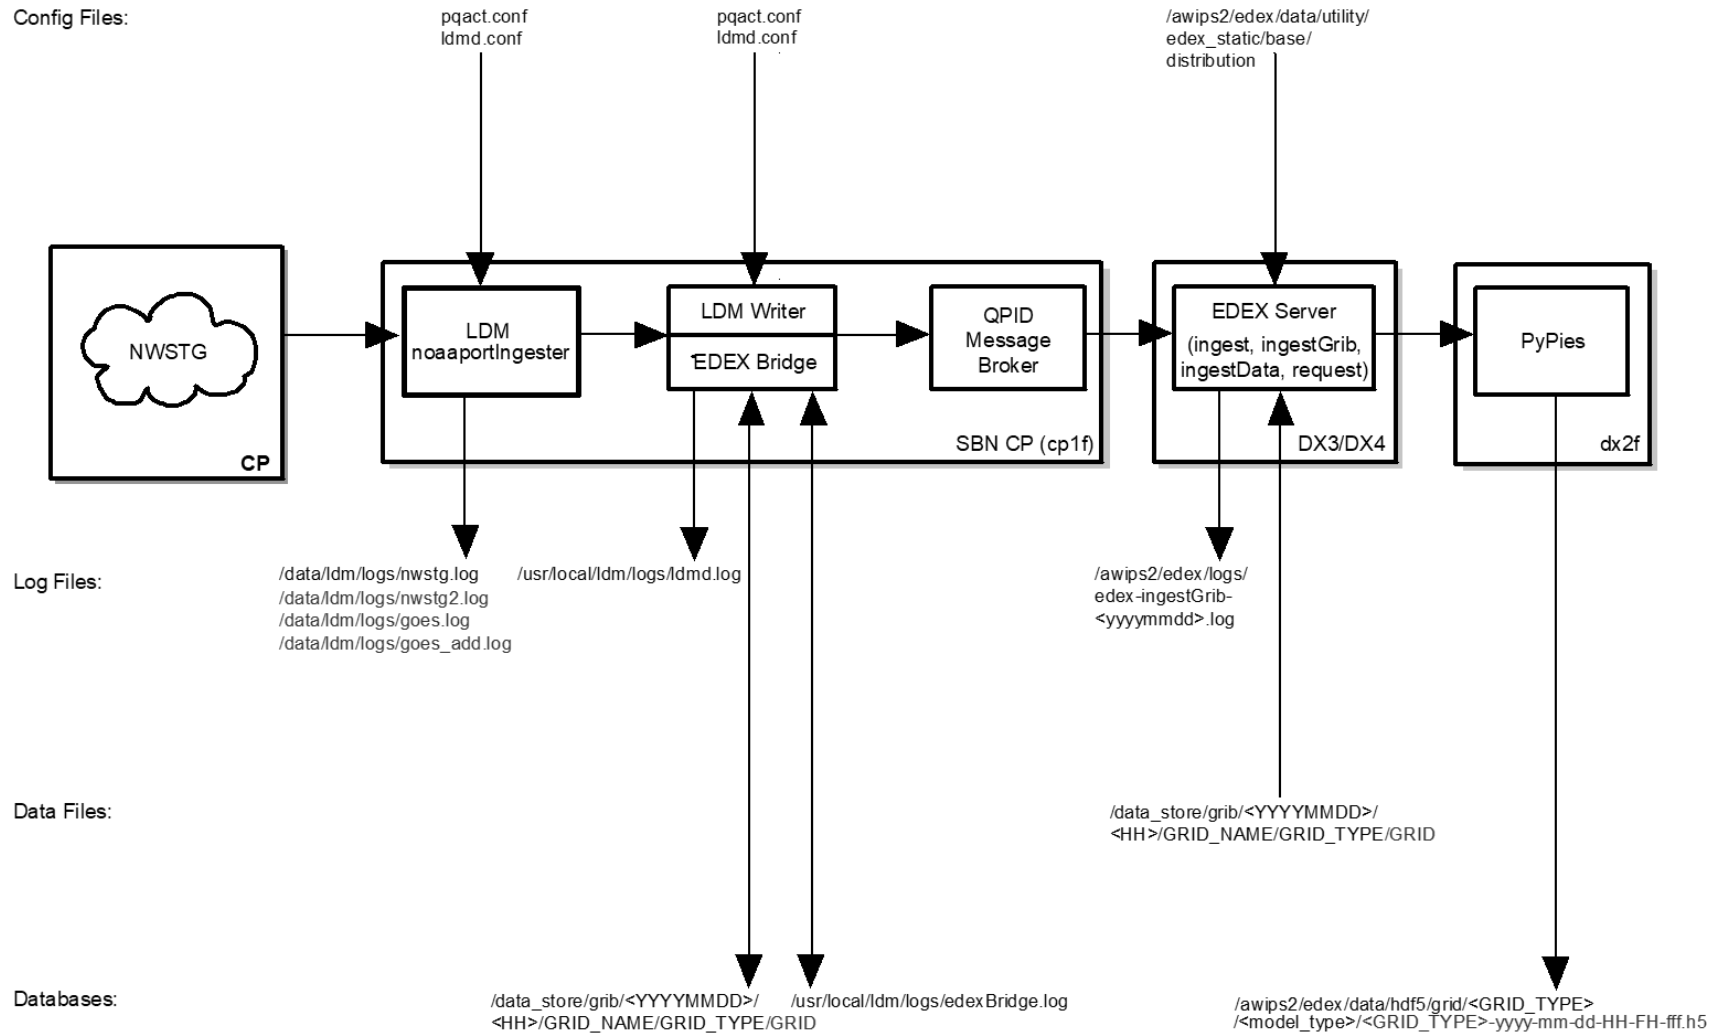 Config Files:
pqact.conf
ldmd.conf
pqact.conf
ldmd.conf
/awips2/edex/data/utility/
edex_static/base/
distribution
NWSTG
CP
LDM
noaaportIngester
LDM Writer
EDEX Bridge
QPID
Message
Broker
SBN CP (cp1f)
EDEX Server
(ingest, ingestGrib,
ingestData, request)
DX3/DX4
PyPies
dx2f
Log Files:
/data/ldm/logs/nwstg.log
/data/ldm/logs/nwstg2.log
/data/ldm/logs/goes.log
/data/ldm/logs/goes_add.log
/usr/local/ldm/logs/ldmd.log
/awips2/edex/logs/
edex-ingestGrib-
<yyyymmdd>.log
Data Files:
/data_store/grib/<YYYYMMDD>/
<HH>/GRID_NAME/GRID_TYPE/GRID
Databases:
/data_store/grib/<YYYYMMDD>/
<HH>/GRID_NAME/GRID_TYPE/GRID
/usr/local/ldm/logs/edexBridge.log
/awips2/edex/data/hdf5/grid/<GRID_TYPE>
/<model_type>/<GRID_TYPE>-yyyy-mm-dd-HH-FH-fff.h5